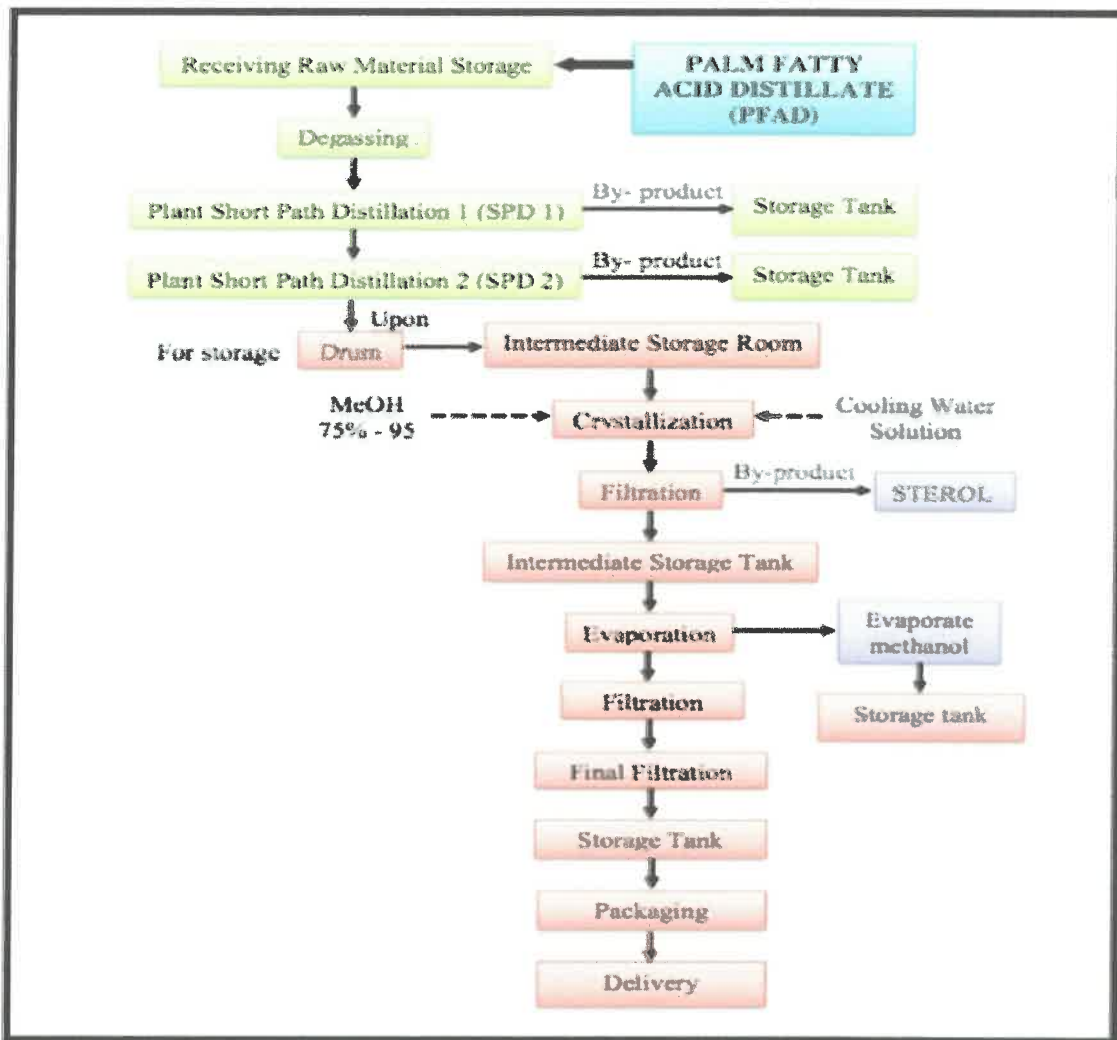 PALM FATTY
ACID DISTILLATE
(PFAD)
Receiving Raw Material Storage
Degassing
Plant Short Path Distillation 1 (SPD 1)
By- product
Storage Tank
Plant Short Path Distillation 2 (SPD 2)
By- product
Storage Tank
Upon
For storage
Drum
Intermediate Storage Room
MeOH
75% - 95
Crystallization
Cooling Water
Solution
Filtration
By-product
STEROL
Intermediate Storage Tank
Evaporation
Evaporate
methanol
Filtration
Storage tank
Final Filtration
Storage Tank
Packaging
Delivery